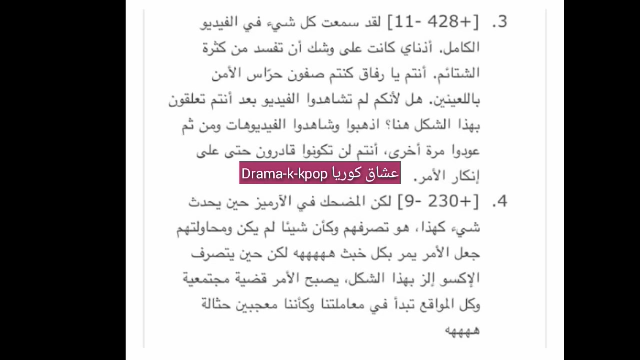 3. [+428 -11] لقد سمعت كل شيء في الفيديو
الكامل. أذناي كانت على وشك أن تفسد من كثرة
الشتائم. أنتم يا رفاق كنتم صفون حرّاس الأمن
باللعينين. هل لأنكم لم تشاهدوا الفيديو بعد أنتم تعلقون
بهذا الشكل هنا؟ اذهبوا وشاهدوا الفيديوهات ومن ثم
عودوا مرة أخرى، أنتم لن تكونوا قادرون حتى على
إنكار الأمر.
عشاق كوريا Drama-k-kpop
4. [+230 -9] لكن المضحك في الآرميز حين يحدث
شيء كهذا، هو تصرفهم وكأن شيئا لم يكن ومحاولتهم
جعل الأمر يمر بكل خبث هههههه لكن حين يتصرف
الإكسو إلز بهذا الشكل، يصبح الأمر قضية مجتمعية
وكل المواقع تبدأ في معاملتنا وكأننا معجبين حثالة
ههههه